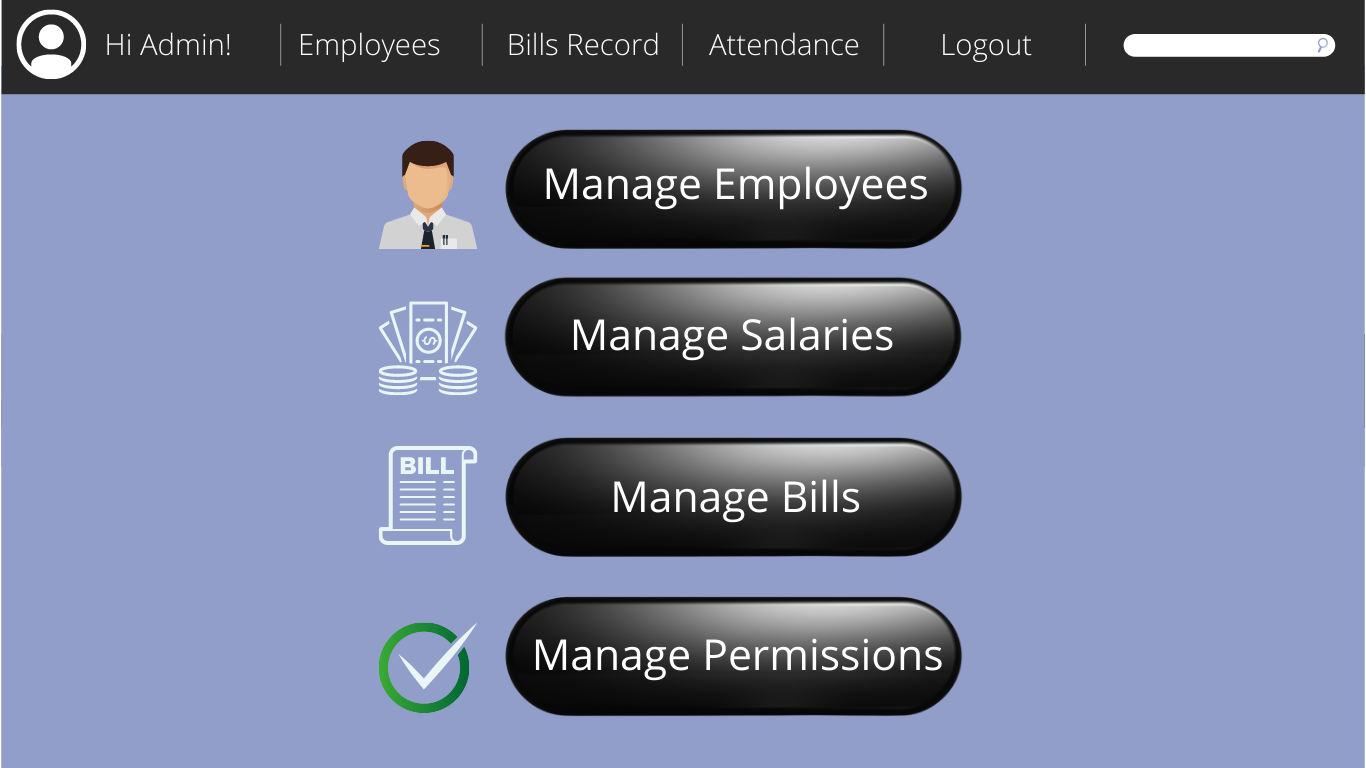 Hi Admin!
Employees
Bills Record
Attendance
Logout
Manage Employees
$
Manage Salaries
BILL
Manage Bills
Manage Permissions